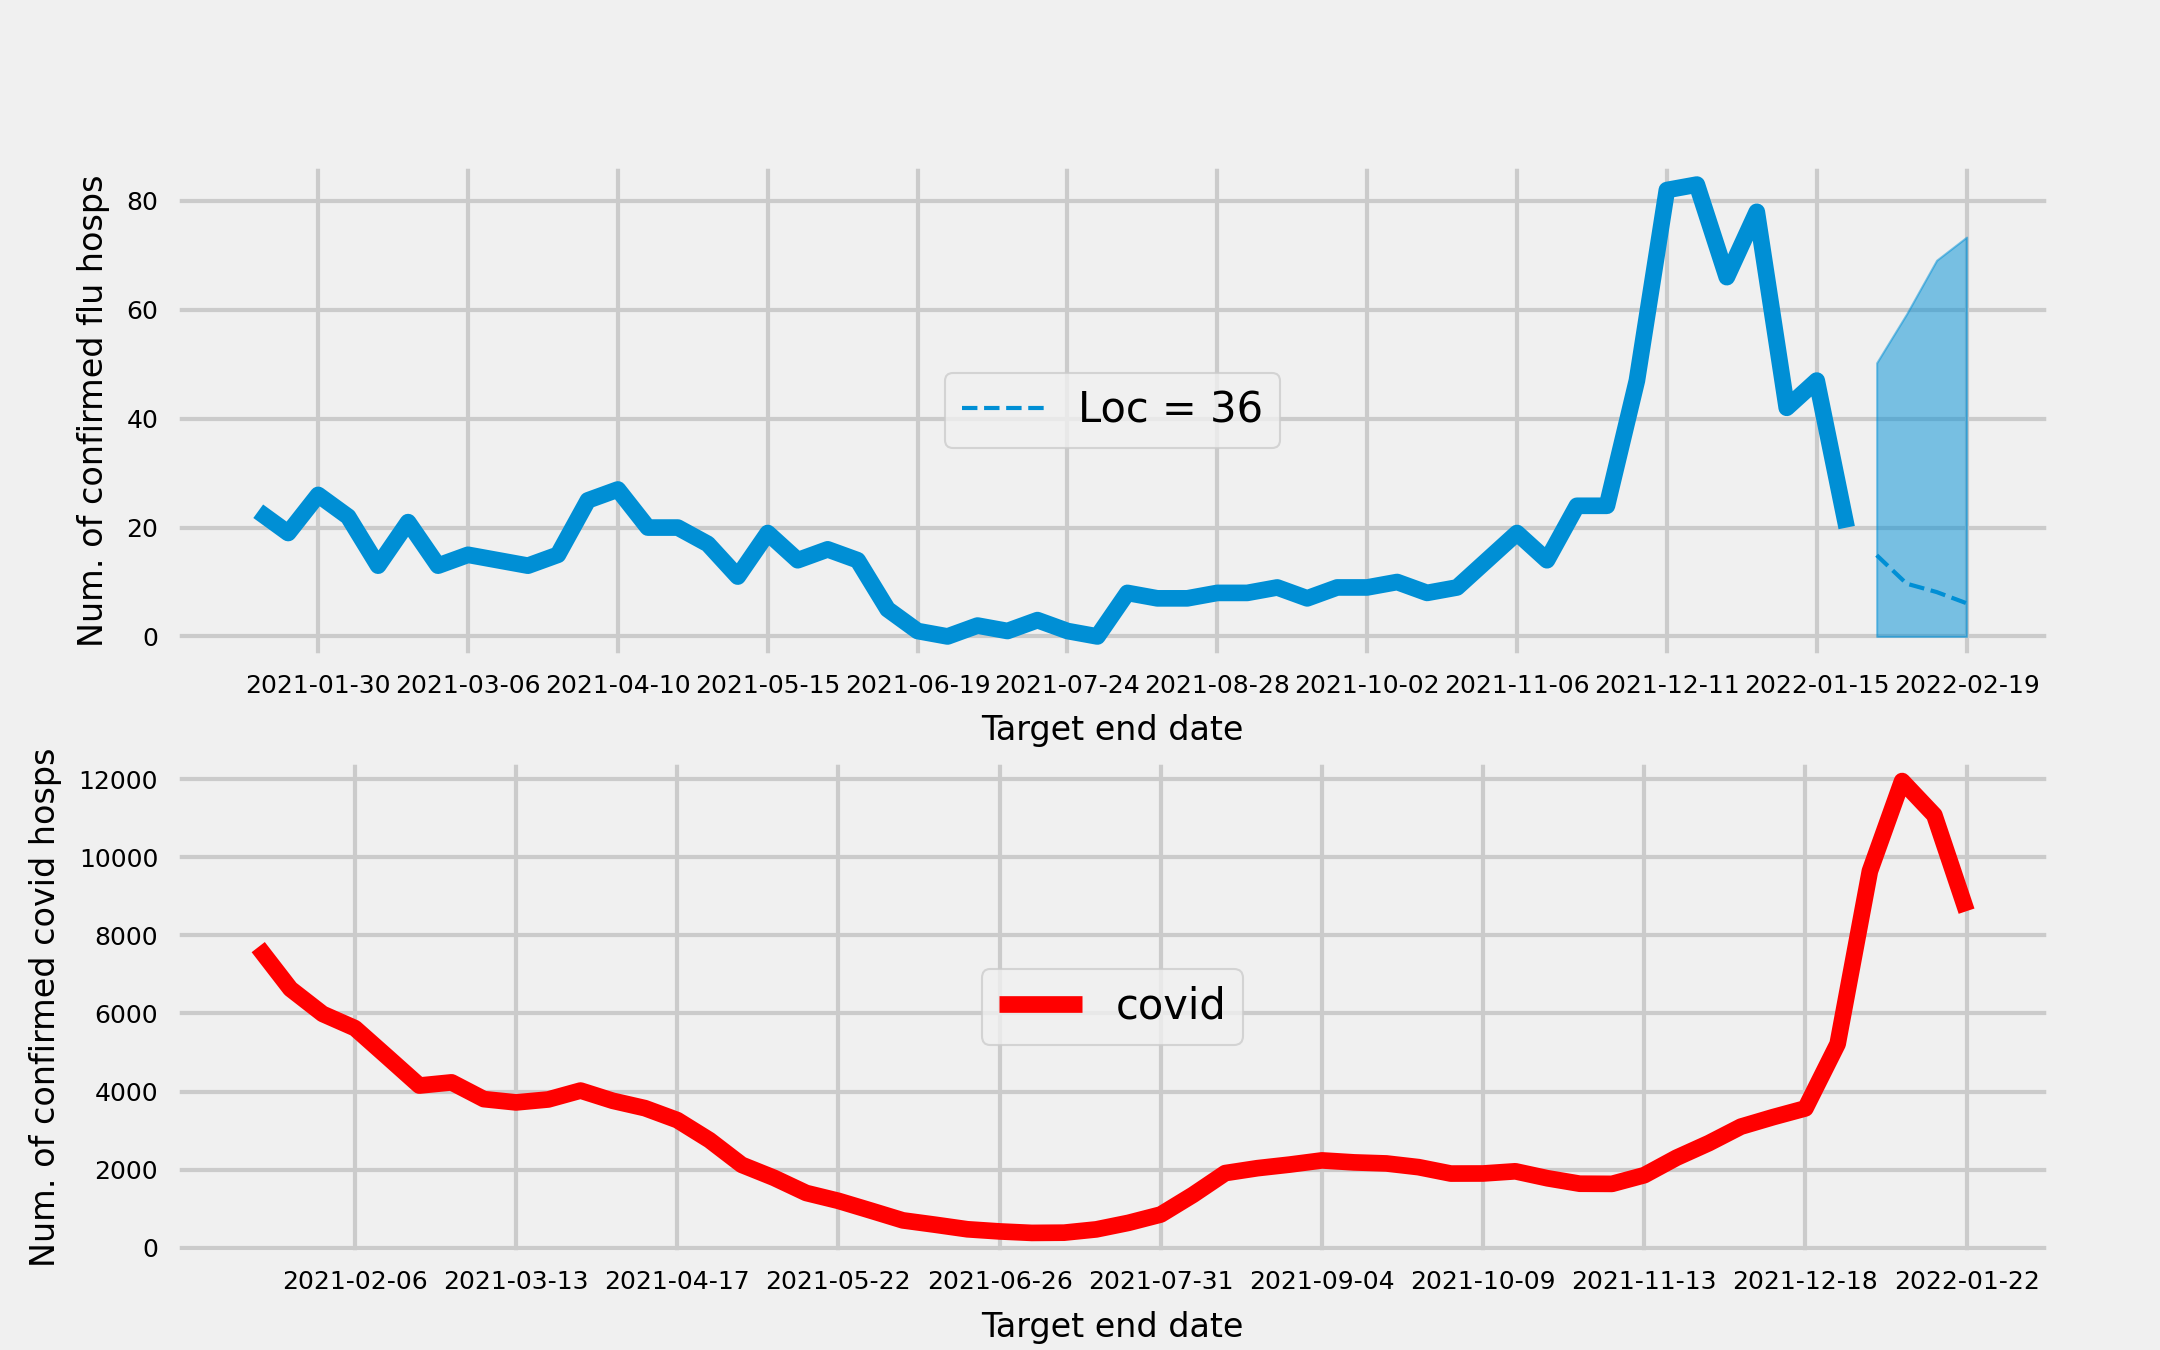 Num. of confirmed flu hosps
80
60
40
20
0
Loc = 36
2021-01-30 2021-03-06 2021-04-10 2021-05-15 2021-06-19 2021-07-24 2021-08-28 2021-10-02 2021-11-06 2021-12-11 2022-01-15 2022-02-19
Target end date
Num. of confirmed covid hosps
12000
10000
8000
6000
4000
2000
0
covid
2021-02-06 2021-03-13 2021-04-17 2021-05-22 2021-06-26 2021-07-31 2021-09-04 2021-10-09 2021-11-13 2021-12-18 2022-01-22
Target end date